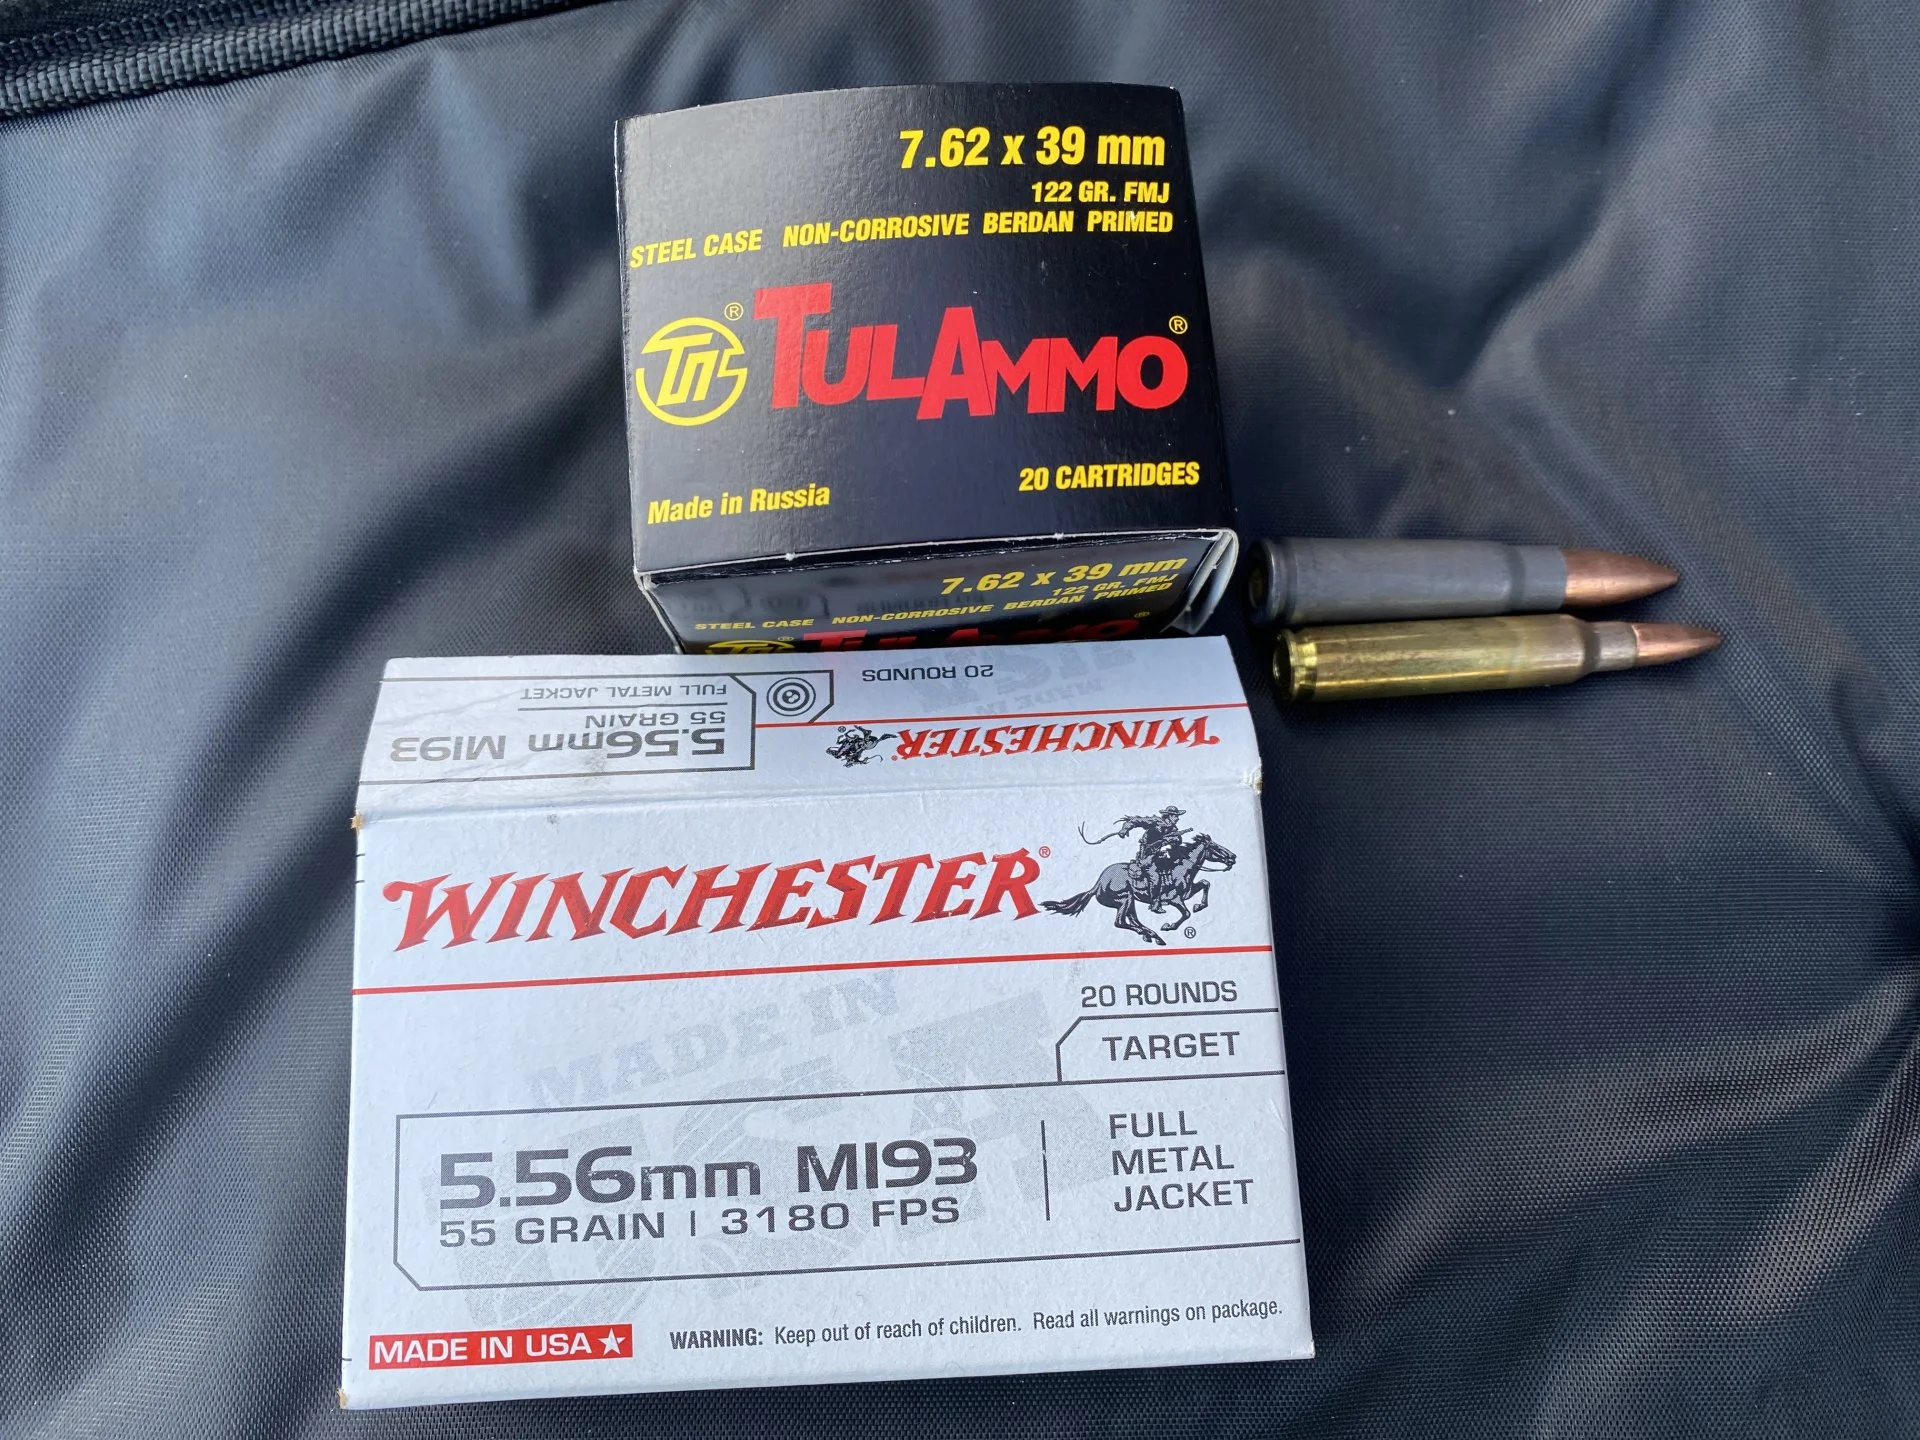 7.62 x 39 mm
122 GR. FMJ
STEEL CASE NON-CORROSIVE BERDAN PRIMED
TULAMMO®
20 CARTRIDGES
Made in Russia
7.62 x 39 mm
122 GR. FMJ
STEEL CASE NON-CORROSIVE BERDAN PRIMED
TULAMMO
20 ROUNDS
FULL METAL JACKET
55 GRAIN
5.56mm M193
WINCHESTER®
WINCHESTER®
20 ROUNDS
TARGET
MADE IN
5.56mm M193
55 GRAIN | 3180 FPS
FULL
METAL
JACKET
MADE IN USA
WARNING: Keep out of reach of children. Read all warnings on package.